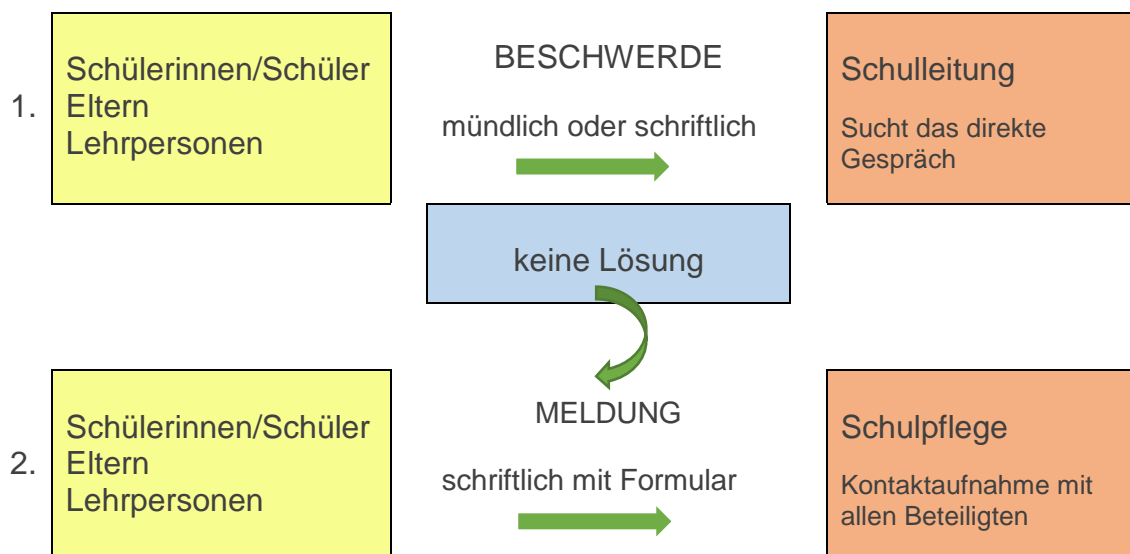 1.
Schülerinnen/Schüler
Eltern
Lehrpersonen
BESCHWERDE
mündlich oder schriftlich
Schulleitung
Sucht das direkte
Gespräch
keine Lösung
2.
Schülerinnen/Schüler
Eltern
Lehrpersonen
MELDUNG
schriftlich mit Formular
Schulpflege
Kontaktaufnahme mit
allen Beteiligten